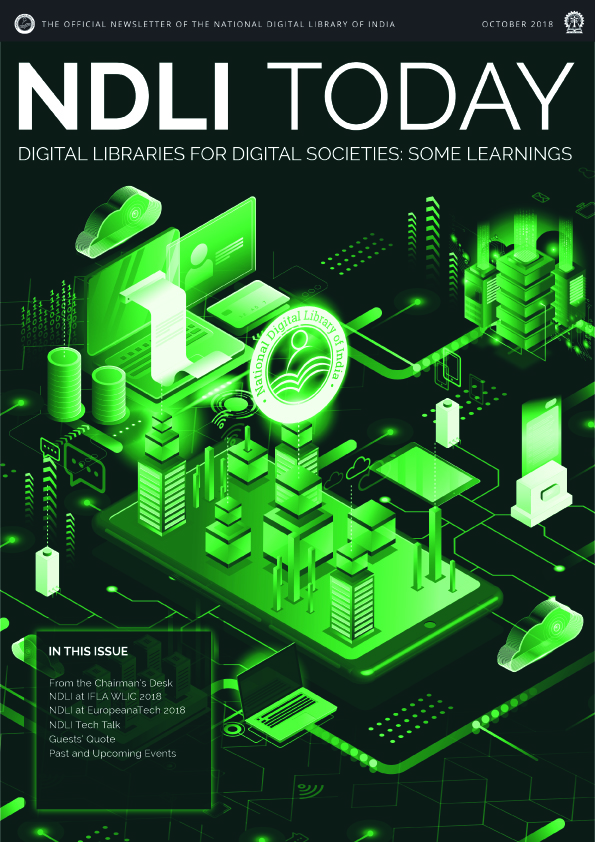 THE OFFICIAL NEWSLETTER OF THE NATIONAL DIGITAL LIBRARY OF INDIA
OCTOBER 2018
NDLI TODAY
DIGITAL LIBRARIES FOR DIGITAL SOCIETIES: SOME LEARNINGS
National Digital Library of India
IN THIS ISSUE
From the Chairman's Desk
NDLI at IFLA WLIC 2018
NDLI at EuropeanaTech 2018
NDLI Tech Talk
Guests' Quote
Past and Upcoming Events